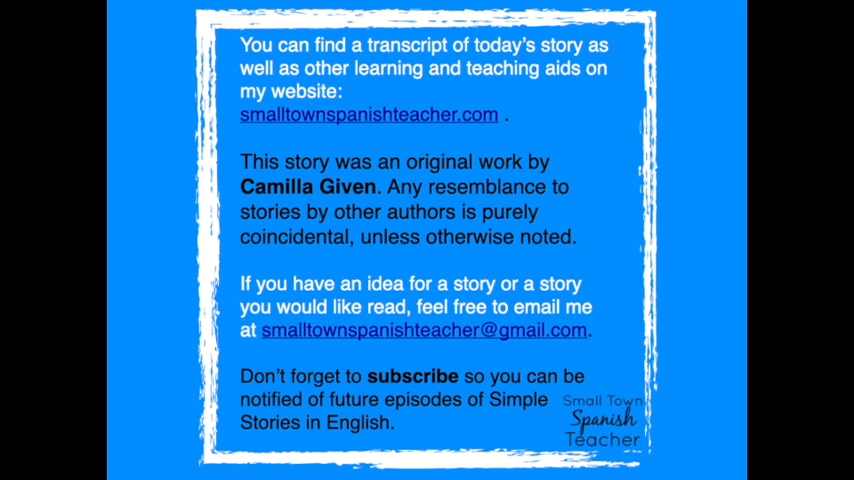 You can find a transcript of today's story as
well as other learning and teaching aids on
my website:
smalltownspanishteacher.com .
This story was an original work by
Camilla Given. Any resemblance to
stories by other authors is purely
coincidental, unless otherwise noted.
If you have an idea for a story or a story
you would like read, feel free to email me
at smalltownspanishteacher@gmail.com.
Don't forget to subscribe so you can be
notified of future episodes of Simple
Stories in English.
Small Town
Spanish
Teacher